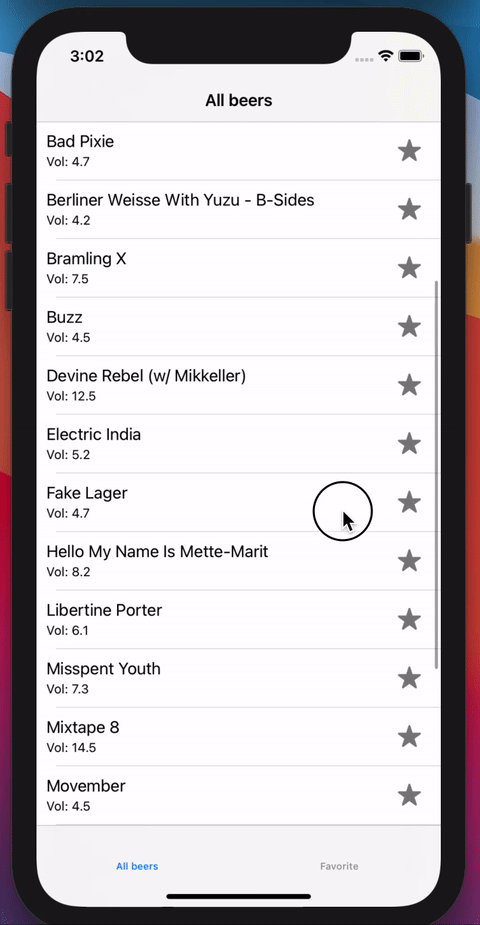 3:02
All beers
Bad Pixie
Vol: 4.7
Berliner Weisse With Yuzu - B-Sides
Vol: 4.2
Bramling X
Vol: 7.5
Buzz
Vol: 4.5
Devine Rebel (w/ Mikkeller)
Vol: 12.5
Electric India
Vol: 5.2
Fake Lager
Vol: 4.7
Hello My Name Is Mette-Marit
Vol: 8.2
Libertine Porter
Vol: 6.1
Misspent Youth
Vol: 7.3
Mixtape 8
Vol: 14.5
Movember
Vol: 4.5
All beers
Favorite